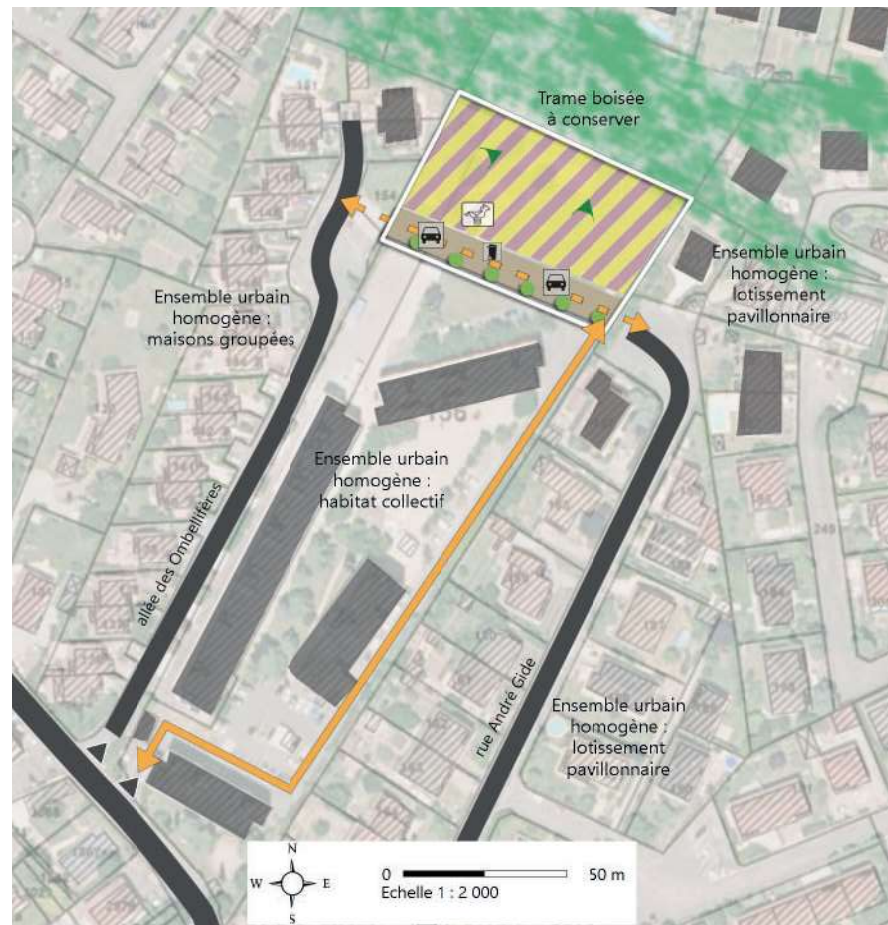 Trame boisée
à conserver
154
Ensemble urbain
homogène :
lotissement
pavillonnaire
Ensemble urbain
homogène :
maisons groupées
Ensemble urbain
homogène :
habitat collectif
allée des Ombellifères
rue André Gide
Ensemble urbain
homogène :
lotissement
pavillonnaire
N
W E
S
0 50 m
Echelle 1 : 2 000